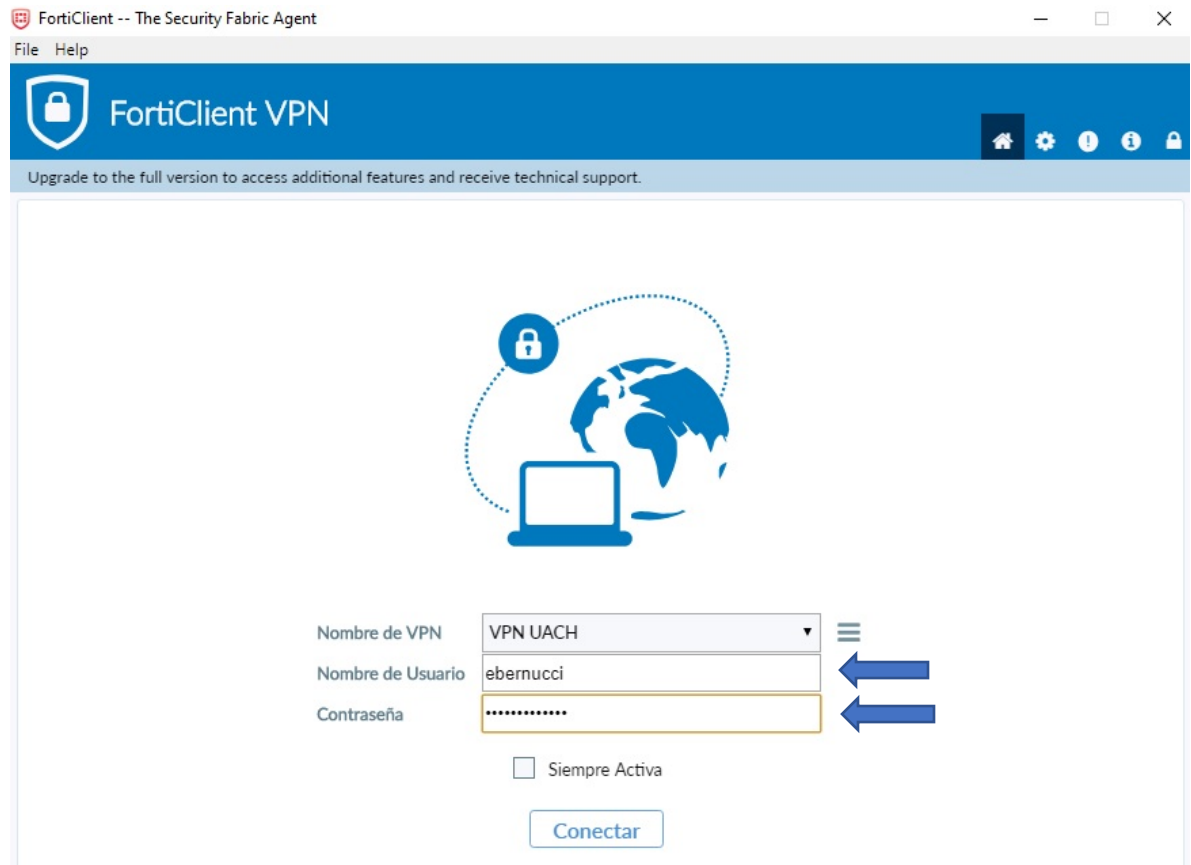 FortiClient -- The Security Fabric Agent
File Help
FortiClient VPN
Upgrade to the full version to access additional features and receive technical support.
Nombre de VPN VPN UACH
Nombre de Usuario ebernucci
Contraseña •••••••••••••
Siempre Activa
Conectar